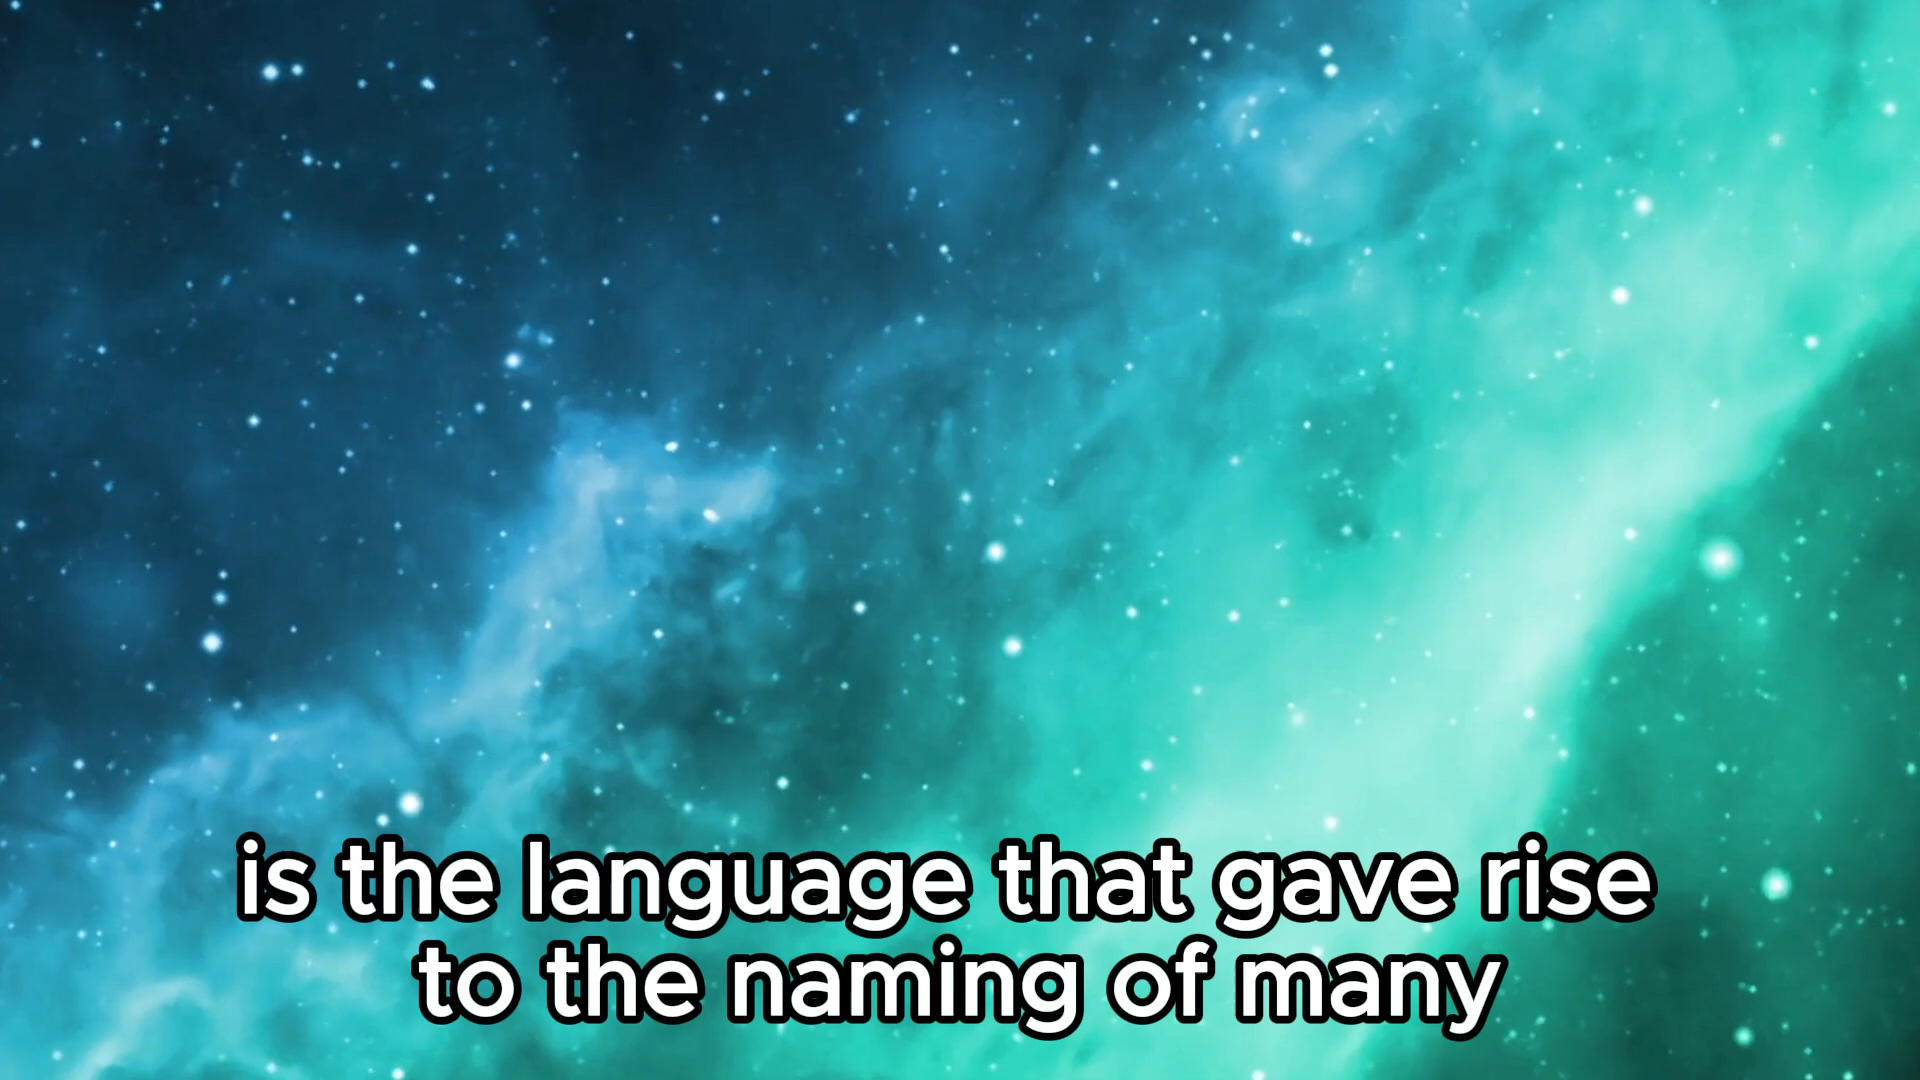 is the language that gave rise
to the naming of many